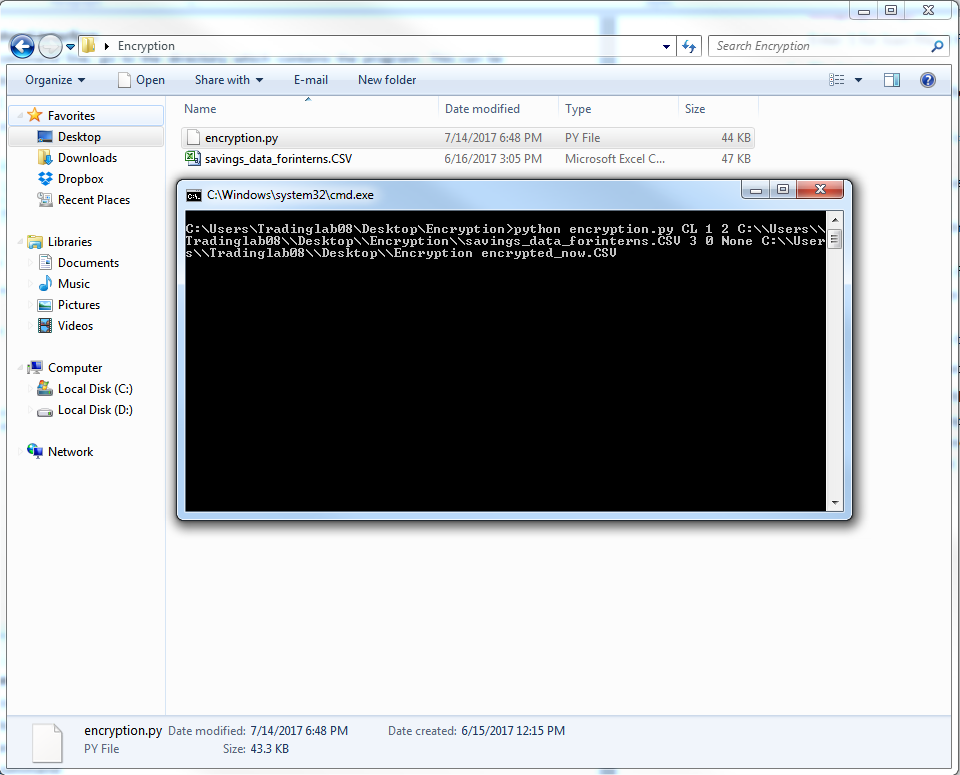 Encryption
Search Encryption
Organize
Open
Share with
E-mail
New folder
Favorites
Desktop
Downloads
Dropbox
Recent Places
Libraries
Documents
Music
Pictures
Videos
Computer
Local Disk (C:)
Local Disk (D:)
Network
Name Date modified Type Size
encryption.py 7/14/2017 6:48 PM PY File 44 KB
savings_data_forinterns.CSV 6/16/2017 3:05 PM Microsoft Excel C... 47 KB
C:\Windows\system32\cmd.exe
C:\Users\Tradinglab08\Desktop\Encryption>python encryption.py CL 1 2 C:\\Users\\
Tradinglab08\\Desktop\\Encryption\\savings_data_forinterns.CSV 3 0 None C:\\User
s\\Tradinglab08\\Desktop\\Encryption encrypted_now.CSV
encryption.py Date modified: 7/14/2017 6:48 PM Date created: 6/15/2017 12:15 PM
PY File Size: 43.3 KB